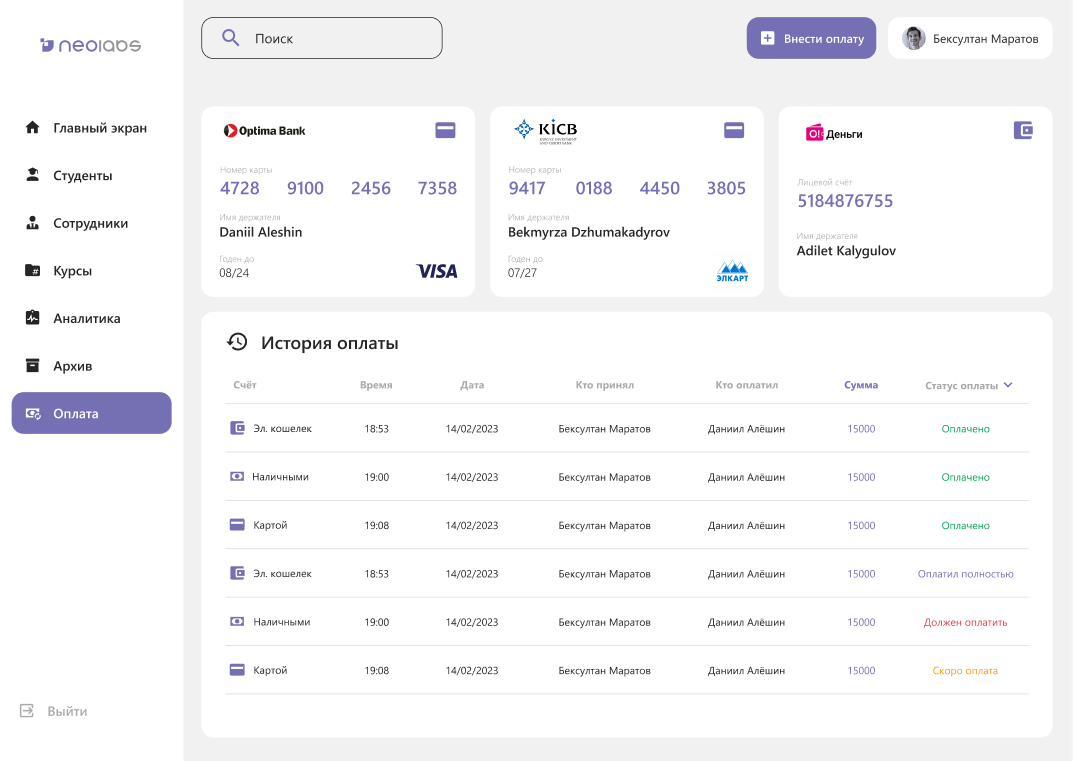 neolabs
Поиск
Внести оплату
Бексултан Маратов
Главный экран
Студенты
Сотрудники
Курсы
Аналитика
Архив
Оплата
Выйти
Optima Bank
Номер карты
4728 9100 2456 7358
Имя держателя
Daniil Aleshin
Годен до
08/24
VISA
KICB
Номер карты
9417 0188 4450 3805
Имя держателя
Bekmyrza Dzhumakadyrov
Годен до
07/27
ЭЛКАРТ
О! Деньги
Лицевой счёт
5184876755
Имя держателя
Adilet Kalygulov
История оплаты
Счёт Время Дата Кто принял Кто оплатил Сумма Статус оплаты
Эл. кошелек 18:53 14/02/2023 Бексултан Маратов Даниил Алёшин 15000 Оплачено
Наличными 19:00 14/02/2023 Бексултан Маратов Даниил Алёшин 15000 Оплачено
Картой 19:08 14/02/2023 Бексултан Маратов Даниил Алёшин 15000 Оплачено
Эл. кошелек 18:53 14/02/2023 Бексултан Маратов Даниил Алёшин 15000 Оплатил полностью
Наличными 19:00 14/02/2023 Бексултан Маратов Даниил Алёшин 15000 Должен оплатить
Картой 19:08 14/02/2023 Бексултан Маратов Даниил Алёшин 15000 Скоро оплата